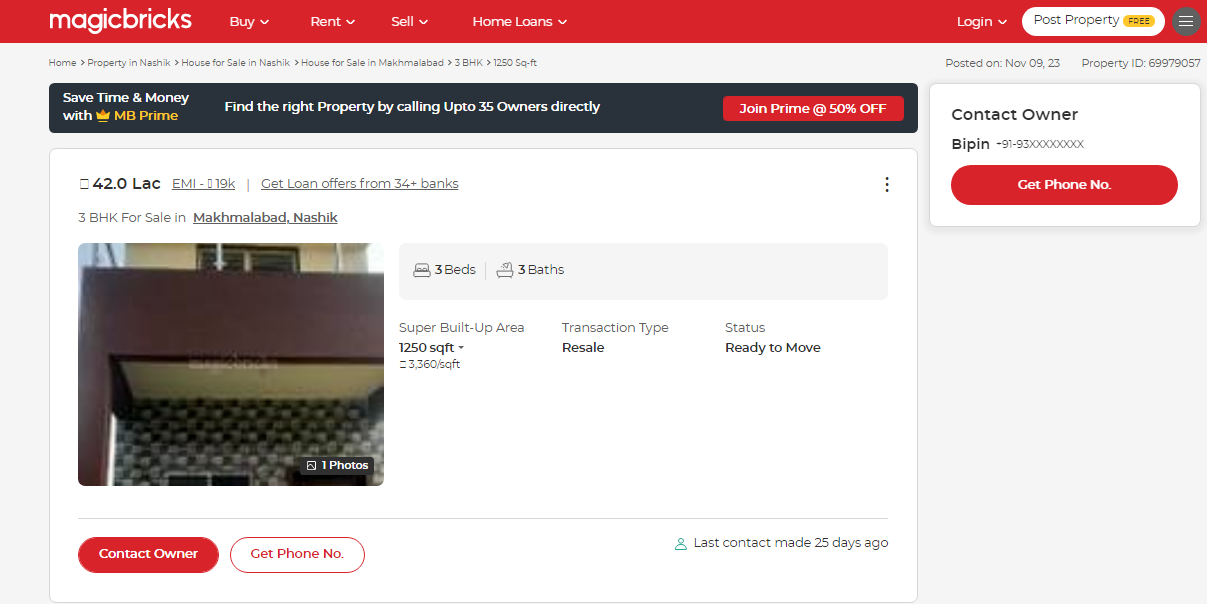 magicbricks
Buy
Rent
Sell
Home Loans
Login
Post Property FREE
Home > Property in Nashik > House for Sale in Nashik > House for Sale in Makhmalabad > 3 BHK > 1250 Sq-ft
Posted on: Nov 09, 23
Property ID: 69979057
Save Time & Money
with MB Prime
Find the right Property by calling Upto 35 Owners directly
Join Prime @ 50% OFF
Contact Owner
Bipin +91-93XXXXXXXX
Get Phone No.
42.0 Lac EMI - 19k | Get Loan offers from 34+ banks
3 BHK For Sale in Makhmalabad, Nashik
magicbricks
1 Photos
3 Beds
3 Baths
Super Built-Up Area
1250 sqft
3,360/sqft
Transaction Type
Resale
Status
Ready to Move
Contact Owner
Get Phone No.
Last contact made 25 days ago